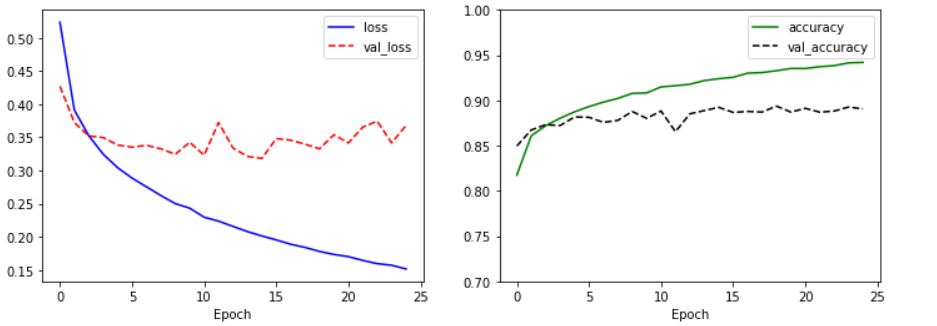 loss
val_loss
0.50
0.45
0.40
0.35
0.30
0.25
0.20
0.15
0 5 10 15 20 25
Epoch
accuracy
val_accuracy
1.00
0.95
0.90
0.85
0.80
0.75
0.70
0 5 10 15 20 25
Epoch